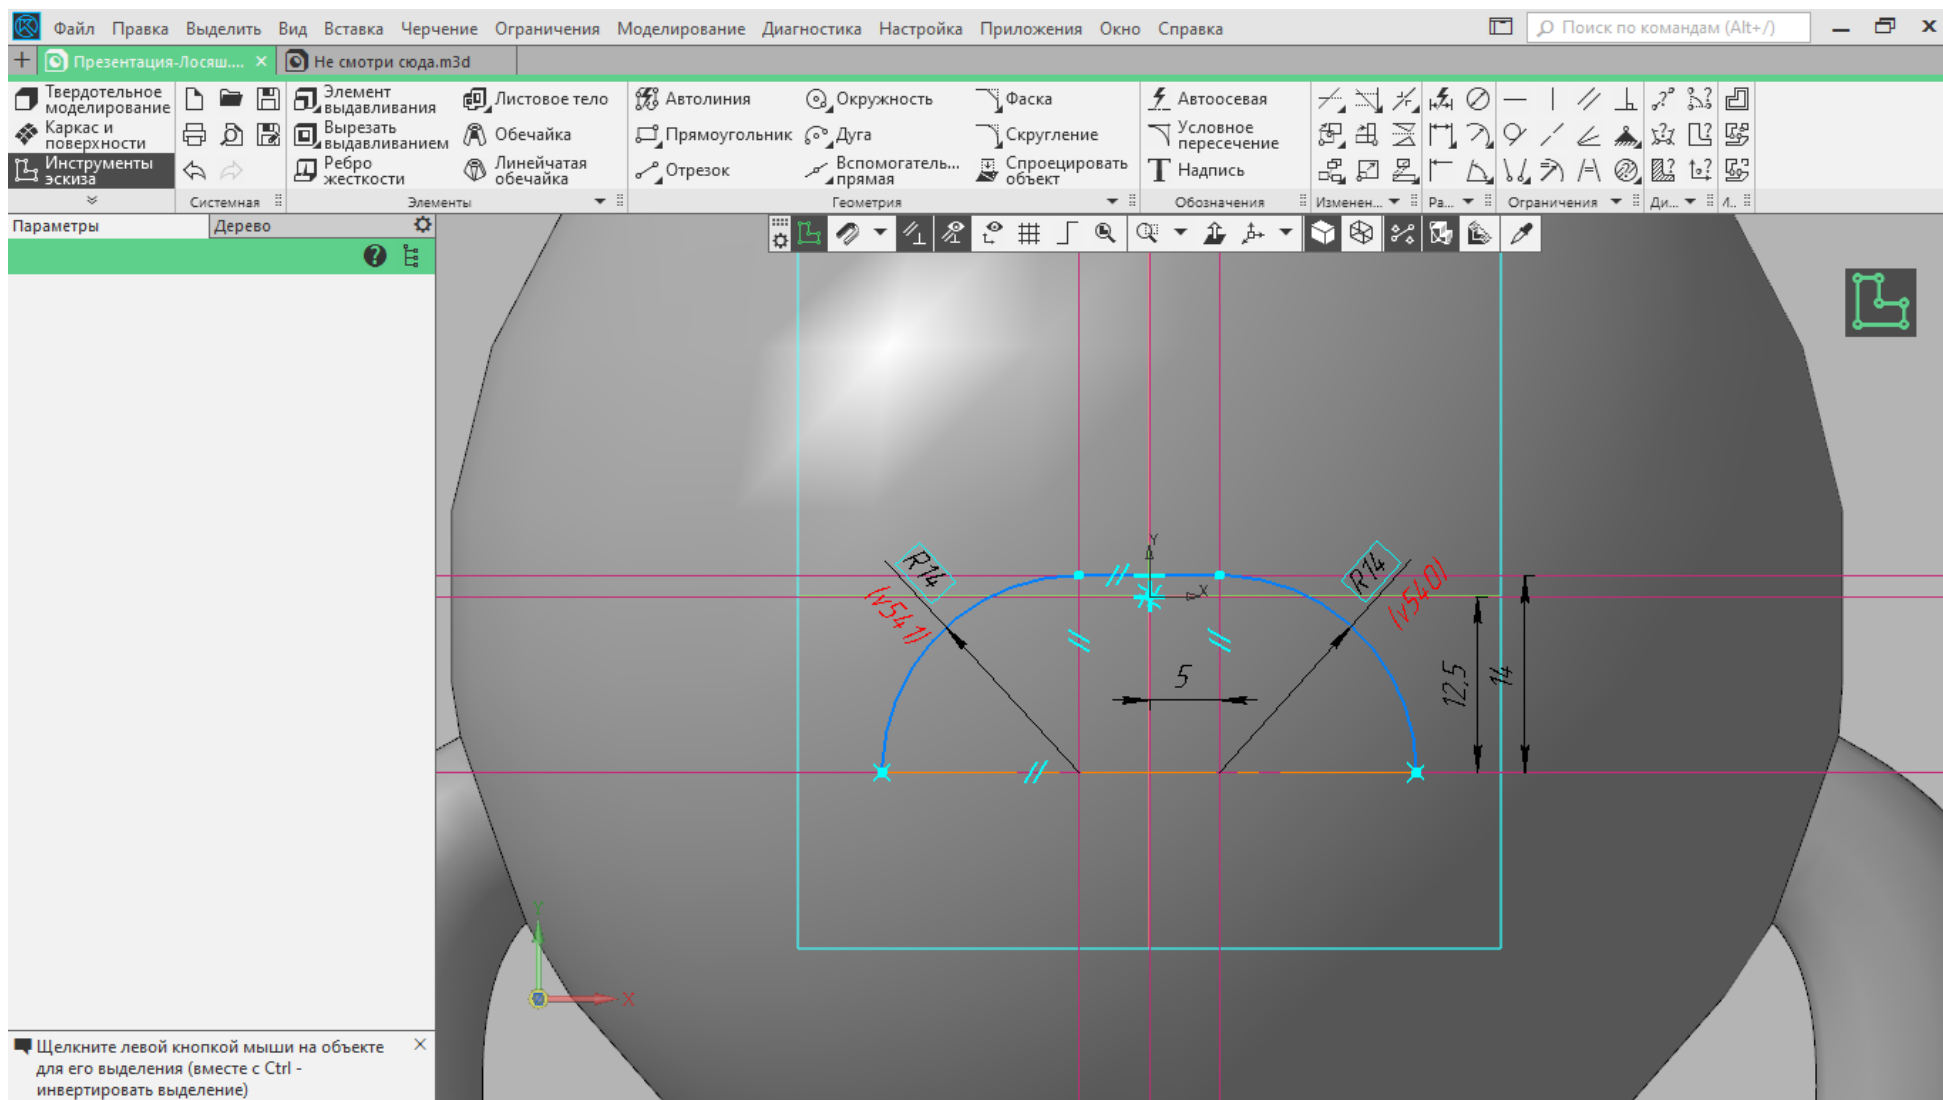 Файл Правка Выделить Вид Вставка Черчение Ограничения Моделирование Диагностика Настройка Приложения Окно Справка Поиск по командам (Alt+/)
Презентация-Лосяш.... Не смотри сюда.m3d
Твердотельное моделирование
Каркас и поверхности
Инструменты эскиза
Системная
Элемент выдавливания
Вырезать выдавливанием
Ребро жесткости
Листовое тело
Обечайка
Линейчатая обечайка
Элементы
Автолиния
Прямоугольник
Отрезок
Окружность
Дуга
Вспомогатель... прямая
Фаска
Скругление
Спроецировать объект
Геометрия
Автоосевая
Условное пересечение
Надпись
Обозначения
Изменен...
Ра...
Ограничения
Ди...
Параметры
Дерево
Y
X
R14
(v541)
R14
(v540)
5
12,5
14
Y
X
Щелкните левой кнопкой мыши на объекте
для его выделения (вместе с Ctrl -
инвертировать выделение)